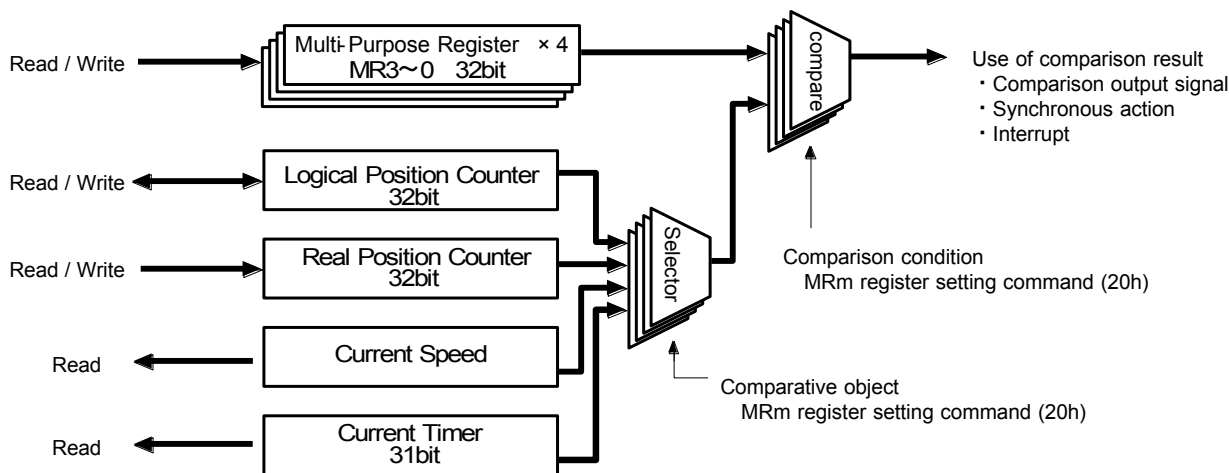 Multi-Purpose Register × 4
MR3～0 32bit
Read / Write
compare
Use of comparison result
・Comparison output signal
・Synchronous action
・Interrupt
Logical Position Counter
32bit
Read / Write
Real Position Counter
32bit
Read / Write
Selector
Comparison condition
MRm register setting command (20h)
Current Speed
Read
Comparative object
MRm register setting command (20h)
Current Timer
31bit
Read